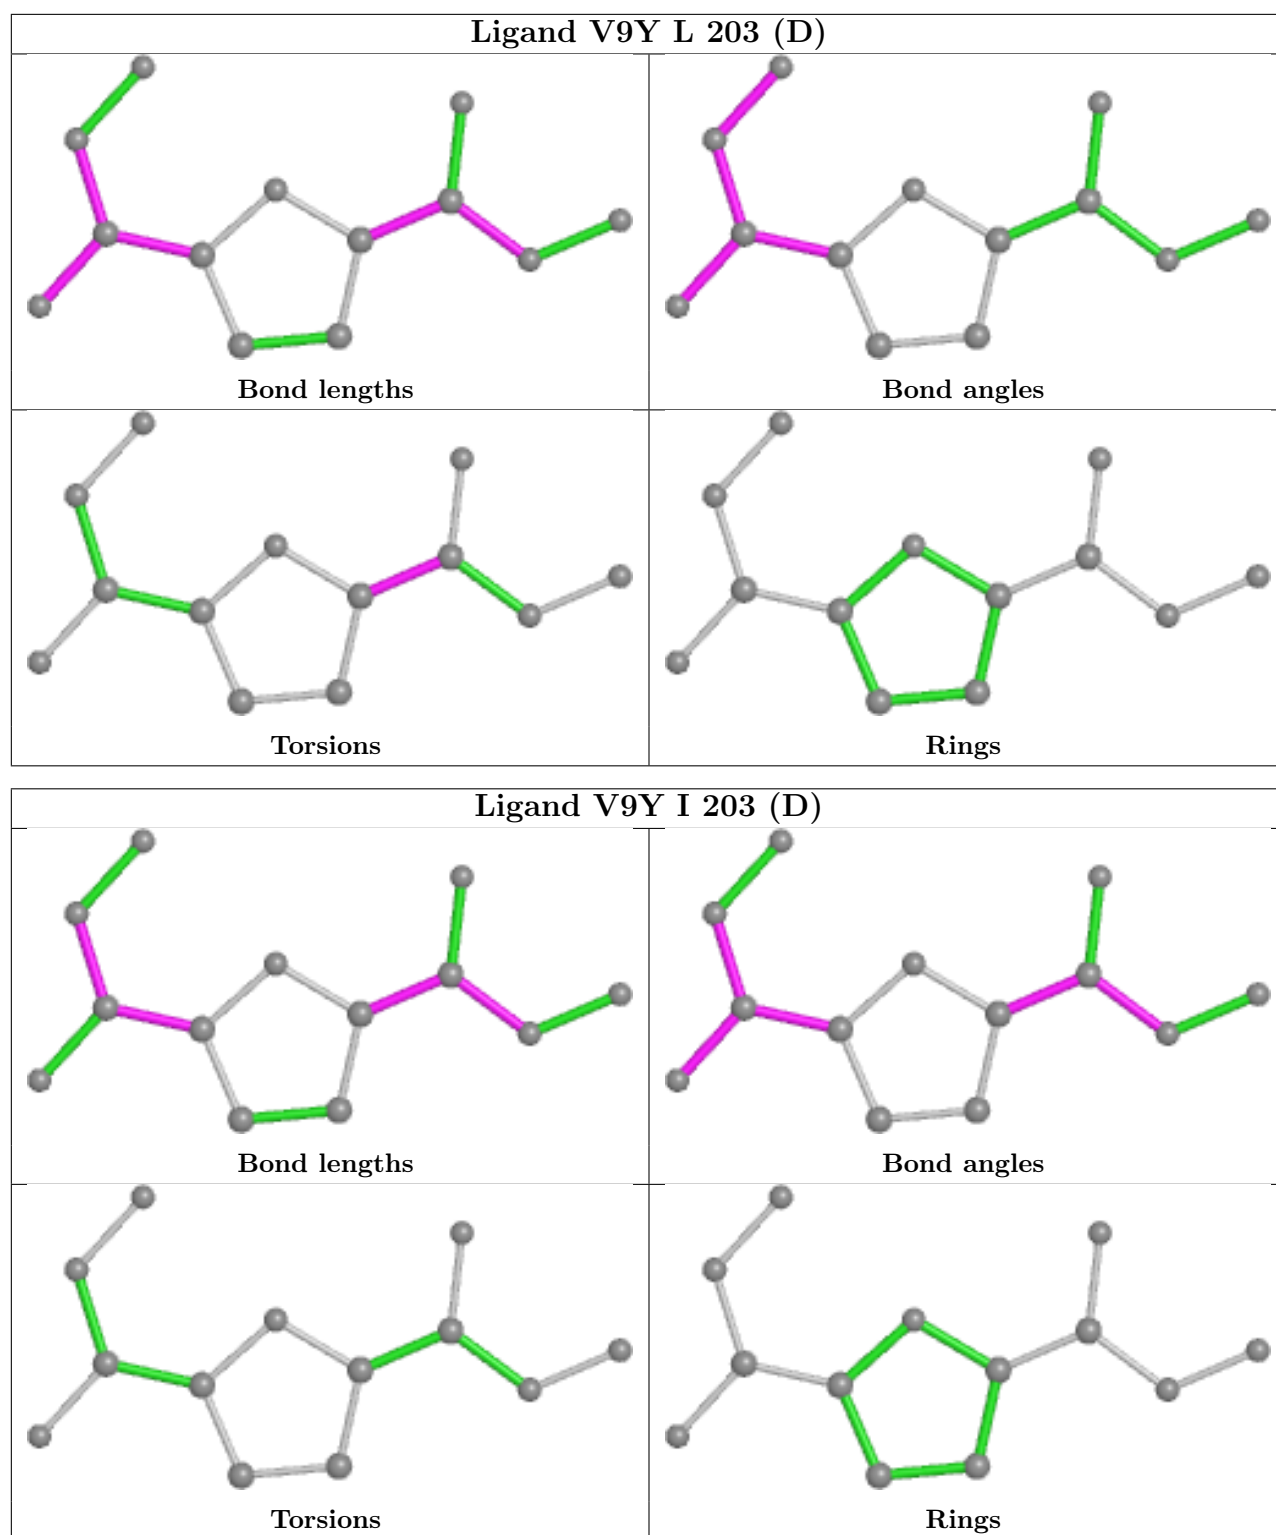 Ligand V9Y L 203 (D)
Bond lengths
Bond angles
Torsions
Rings
Ligand V9Y I 203 (D)
Bond lengths
Bond angles
Torsions
Rings